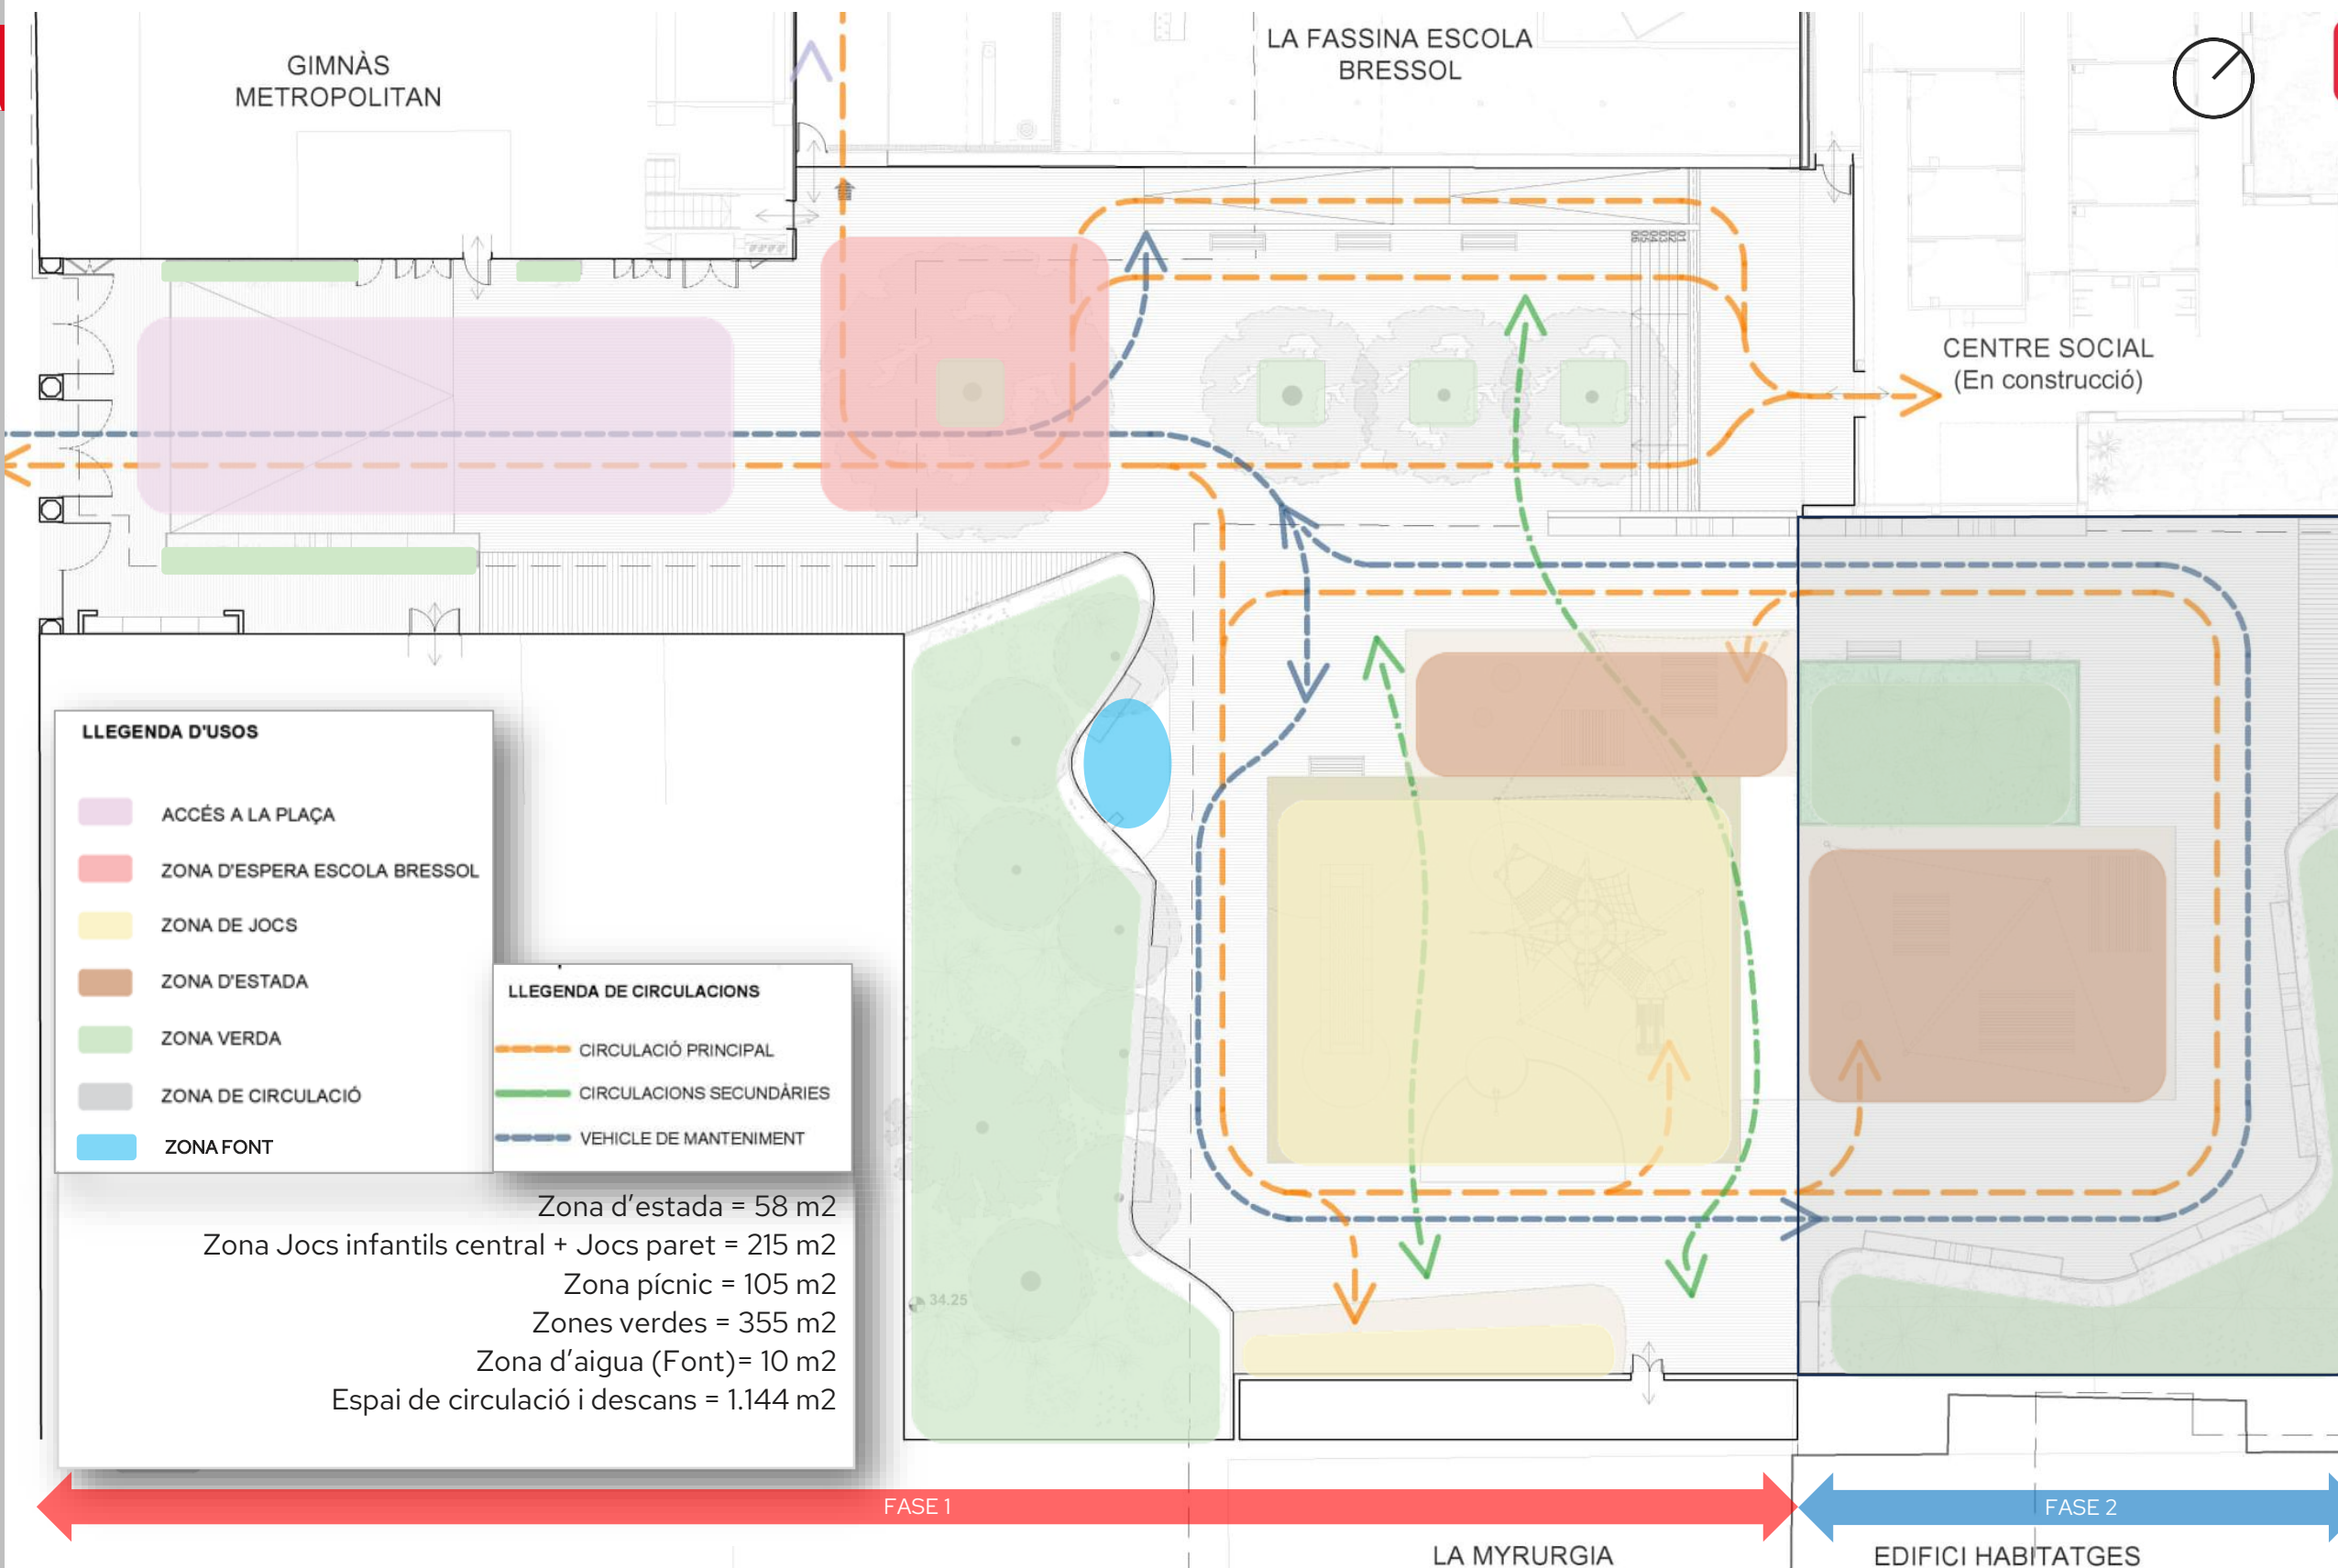 GIMNÀS
METROPOLITAN
LA FASSINA ESCOLA
BRESSOL
CENTRE SOCIAL
(En construcció)
LLEGENDA D'USOS
ACCÉS A LA PLAÇA
ZONA D'ESPERA ESCOLA BRESSOL
ZONA DE JOCS
ZONA D'ESTADA
ZONA VERDA
ZONA DE CIRCULACIÓ
ZONA FONT
LLEGENDA DE CIRCULACIONS
CIRCULACIÓ PRINCIPAL
CIRCULACIONS SECUNDÀRIES
VEHICLE DE MANTENIMENT
Zona d'estada = 58 m2
Zona Jocs infantils central + Jocs paret = 215 m2
Zona pícnic = 105 m2
Zones verdes = 355 m2
Zona d'aigua (Font)= 10 m2
Espai de circulació i descans = 1.144 m2
34.25
FASE 1
FASE 2
LA MYRURGIA
EDIFICI HABITATGES